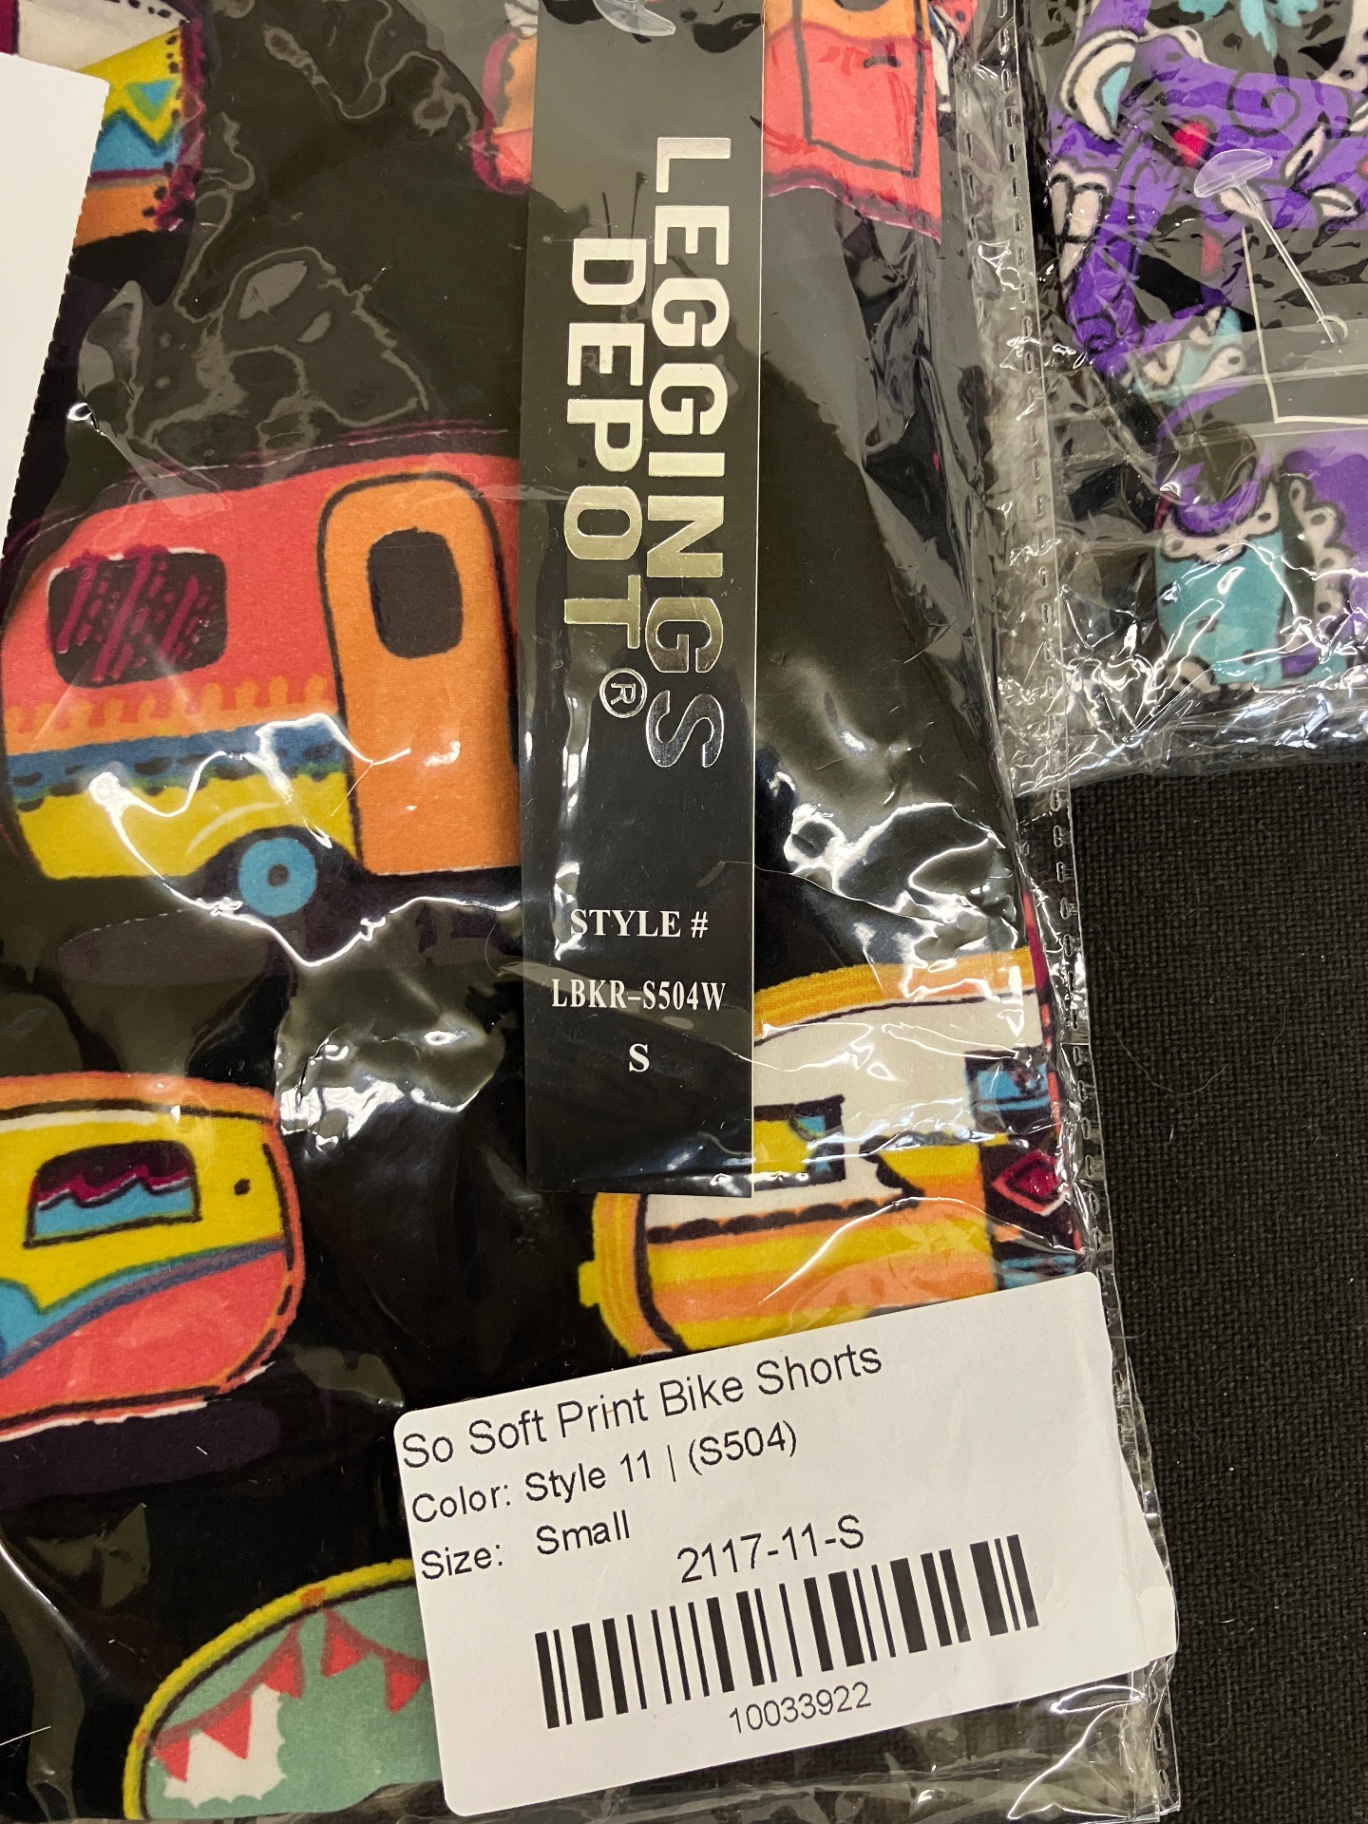 LEGGINGS
DEPOT®
STYLE #
LBKR-S504W
S
So Soft Print Bike Shorts
Color: Style 11 | (S504)
Size: Small
2117-11-S
10033922